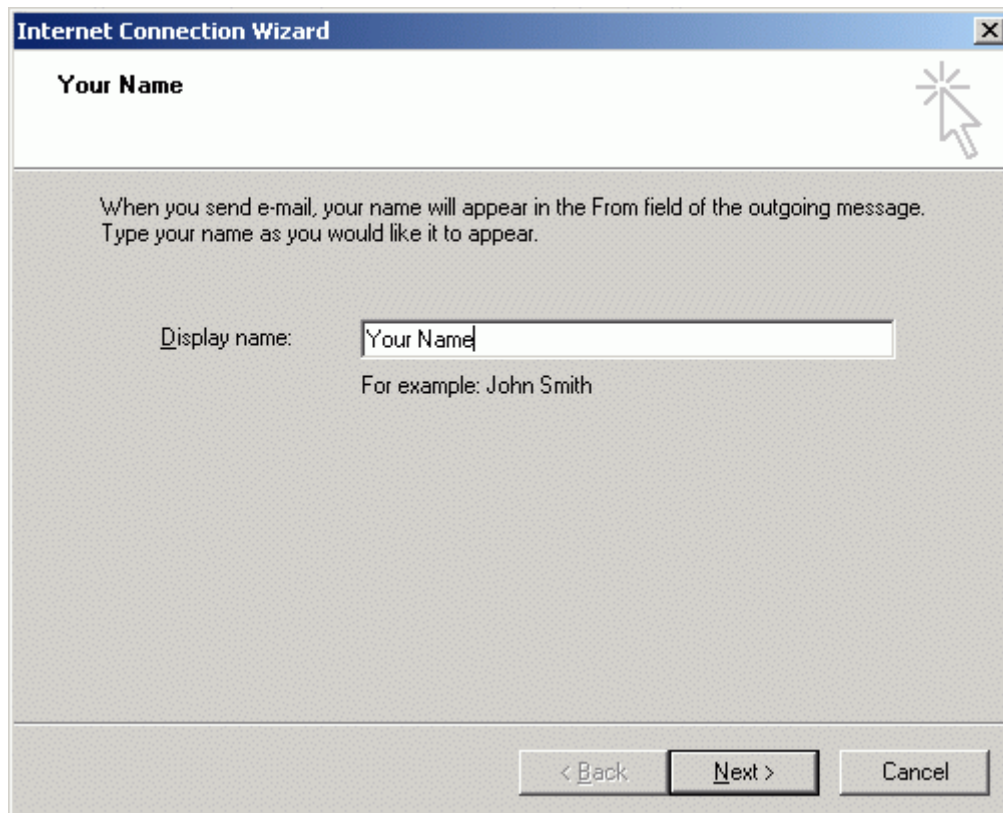 Internet Connection Wizard
Your Name
When you send e-mail, your name will appear in the From field of the outgoing message.
Type your name as you would like it to appear.
Display name: Your Name
For example: John Smith
< Back Next > Cancel